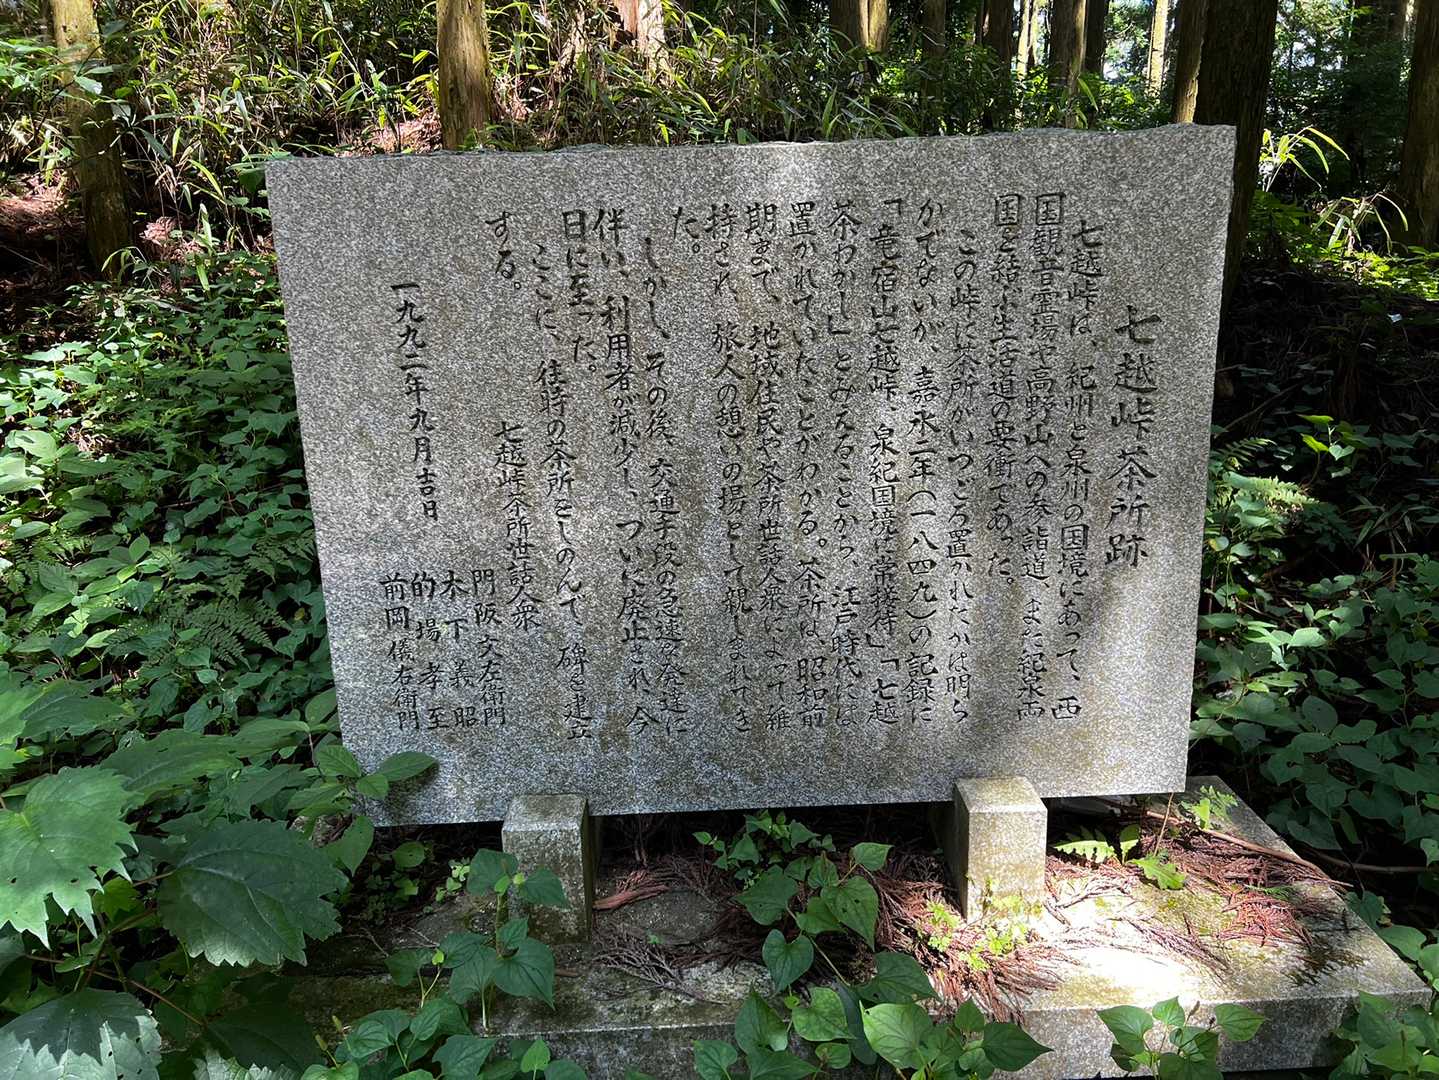 七越峠茶所跡
七越峠は、紀州と泉州の国境にあって、西
国観音霊場や高野山への参詣道、また紀泉両
国を結ぶ生活道の要衝であった。
この峠に茶所がいつごろ置かれたかは明ら
かでないが、嘉永二年(一八四九)の記録に
「竜宿山七越峠、泉紀国境に常接待」「七越
茶わかし」とみえることから、江戸時代には
置かれていたことがわかる。茶所は、昭和前
期まで、地域住民や茶所世話人衆によって維
持され、旅人の憩いの場として親しまれてき
た。
しかし、その後、交通手段の急速な発達に
伴い、利用者が減少し、ついに廃止され、今
日に至った。
ここに、往時の茶所をしのんで、碑を建立
する。
七越峠茶所世話人衆
門阪文左衛門
木下義昭
的場孝至
前岡儀右衛門
一九九二年九月吉日